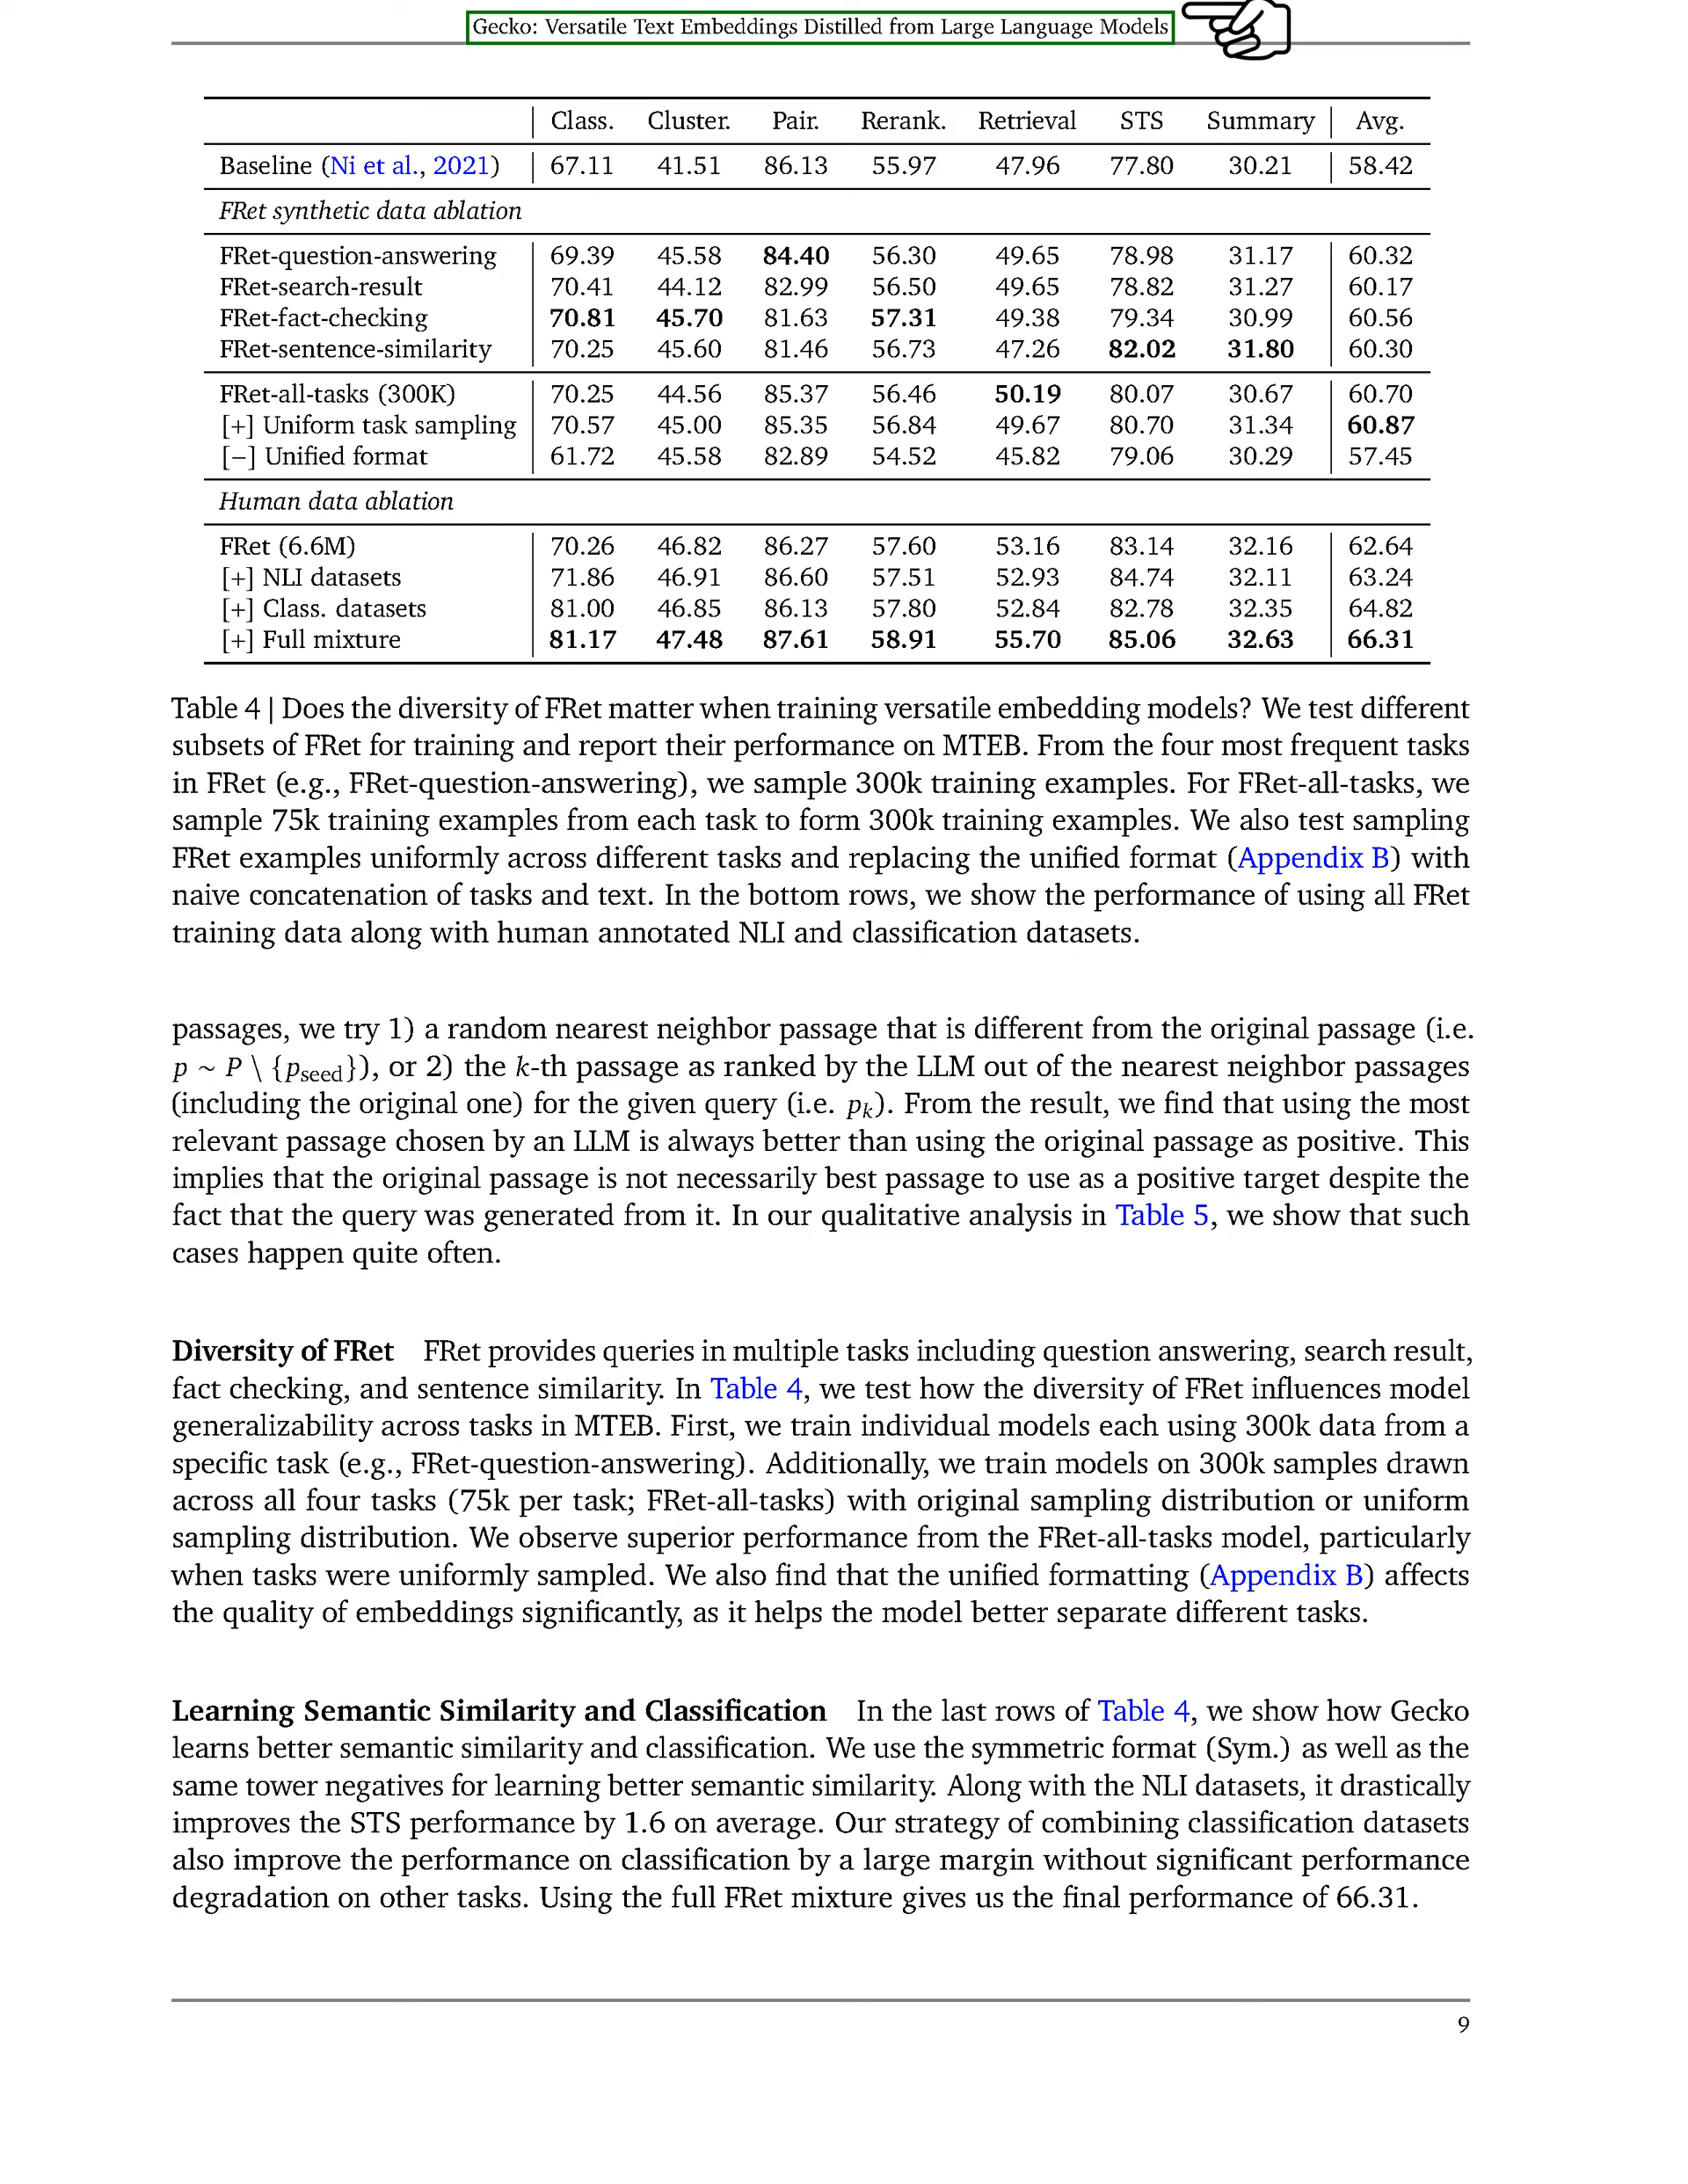 Gecko: Versatile Text Embeddings Distilled from Large Language Models
Class. Cluster. Pair. Rerank. Retrieval STS Summary Avg.
Baseline (Ni et al., 2021) 67.11 41.51 86.13 55.97 47.96 77.80 30.21 58.42
FRet synthetic data ablation
FRet-question-answering 69.39 45.58 84.40 56.30 49.65 78.98 31.17 60.32
FRet-search-result 70.41 44.12 82.99 56.50 49.65 78.82 31.27 60.17
FRet-fact-checking 70.81 45.70 81.63 57.31 49.38 79.34 30.99 60.56
FRet-sentence-similarity 70.25 45.60 81.46 56.73 47.26 82.02 31.80 60.30
FRet-all-tasks (300K) 70.25 44.56 85.37 56.46 50.19 80.07 30.67 60.70
[+] Uniform task sampling 70.57 45.00 85.35 56.84 49.67 80.70 31.34 60.87
[−] Unified format 61.72 45.58 82.89 54.52 45.82 79.06 30.29 57.45
Human data ablation
FRet (6.6M) 70.26 46.82 86.27 57.60 53.16 83.14 32.16 62.64
[+] NLI datasets 71.86 46.91 86.60 57.51 52.93 84.74 32.11 63.24
[+] Class. datasets 81.00 46.85 86.13 57.80 52.84 82.78 32.35 64.82
[+] Full mixture 81.17 47.48 87.61 58.91 55.70 85.06 32.63 66.31
Table 4 | Does the diversity of FRet matter when training versatile embedding models? We test different
subsets of FRet for training and report their performance on MTEB. From the four most frequent tasks
in FRet (e.g., FRet-question-answering), we sample 300k training examples. For FRet-all-tasks, we
sample 75k training examples from each task to form 300k training examples. We also test sampling
FRet examples uniformly across different tasks and replacing the unified format (Appendix B) with
naive concatenation of tasks and text. In the bottom rows, we show the performance of using all FRet
training data along with human annotated NLI and classification datasets.
passages, we try 1) a random nearest neighbor passage that is different from the original passage (i.e.
p ∼ P \ {pseed}), or 2) the k-th passage as ranked by the LLM out of the nearest neighbor passages
(including the original one) for the given query (i.e. pk). From the result, we find that using the most
relevant passage chosen by an LLM is always better than using the original passage as positive. This
implies that the original passage is not necessarily best passage to use as a positive target despite the
fact that the query was generated from it. In our qualitative analysis in Table 5, we show that such
cases happen quite often.
Diversity of FRet FRet provides queries in multiple tasks including question answering, search result,
fact checking, and sentence similarity. In Table 4, we test how the diversity of FRet influences model
generalizability across tasks in MTEB. First, we train individual models each using 300k data from a
specific task (e.g., FRet-question-answering). Additionally, we train models on 300k samples drawn
across all four tasks (75k per task; FRet-all-tasks) with original sampling distribution or uniform
sampling distribution. We observe superior performance from the FRet-all-tasks model, particularly
when tasks were uniformly sampled. We also find that the unified formatting (Appendix B) affects
the quality of embeddings significantly, as it helps the model better separate different tasks.
Learning Semantic Similarity and Classification In the last rows of Table 4, we show how Gecko
learns better semantic similarity and classification. We use the symmetric format (Sym.) as well as the
same tower negatives for learning better semantic similarity. Along with the NLI datasets, it drastically
improves the STS performance by 1.6 on average. Our strategy of combining classification datasets
also improve the performance on classification by a large margin without significant performance
degradation on other tasks. Using the full FRet mixture gives us the final performance of 66.31.
9